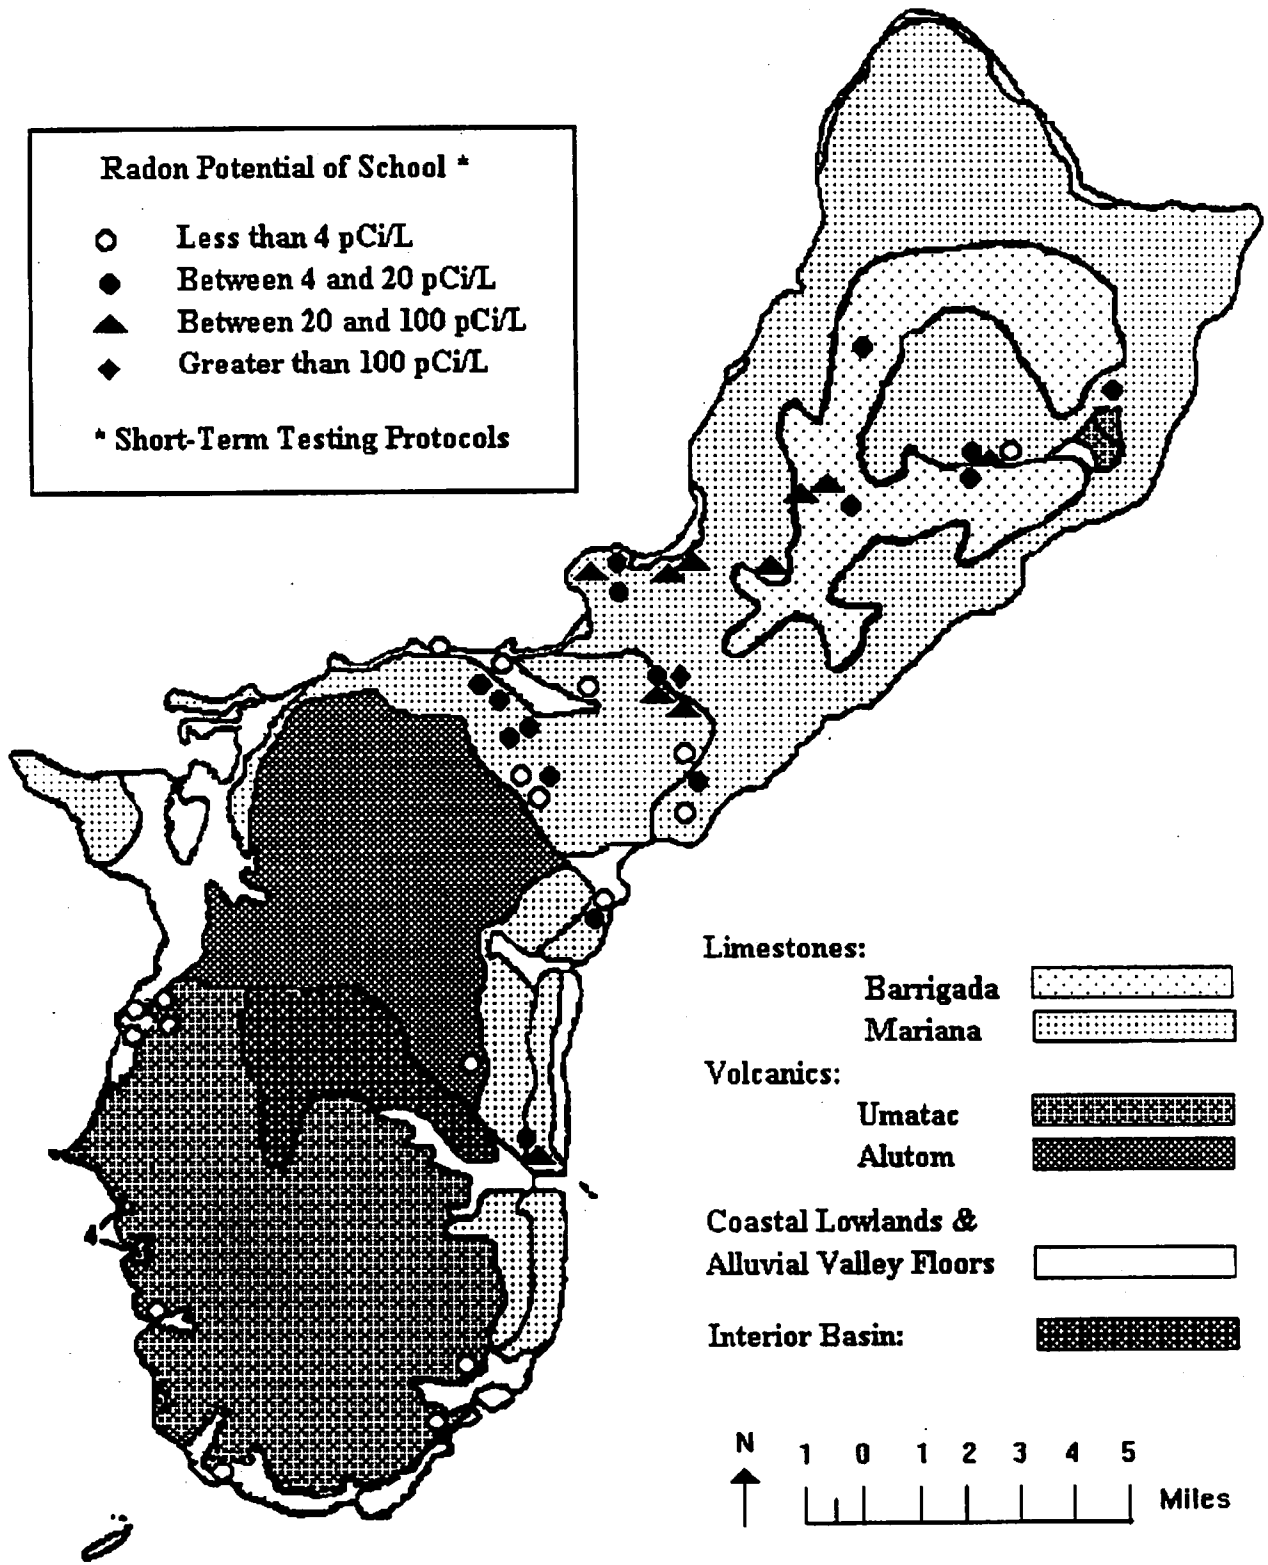 Radon Potential of School *
Less than 4 pCi/L
Between 4 and 20 pCi/L
Between 20 and 100 pCi/L
Greater than 100 pCi/L
* Short-Term Testing Protocols
Limestones:
Barrigada
Mariana
Volcanics:
Umatac
Alutom
Coastal Lowlands &
Alluvial Valley Floors
Interior Basin:
N 1 0 1 2 3 4 5
Miles